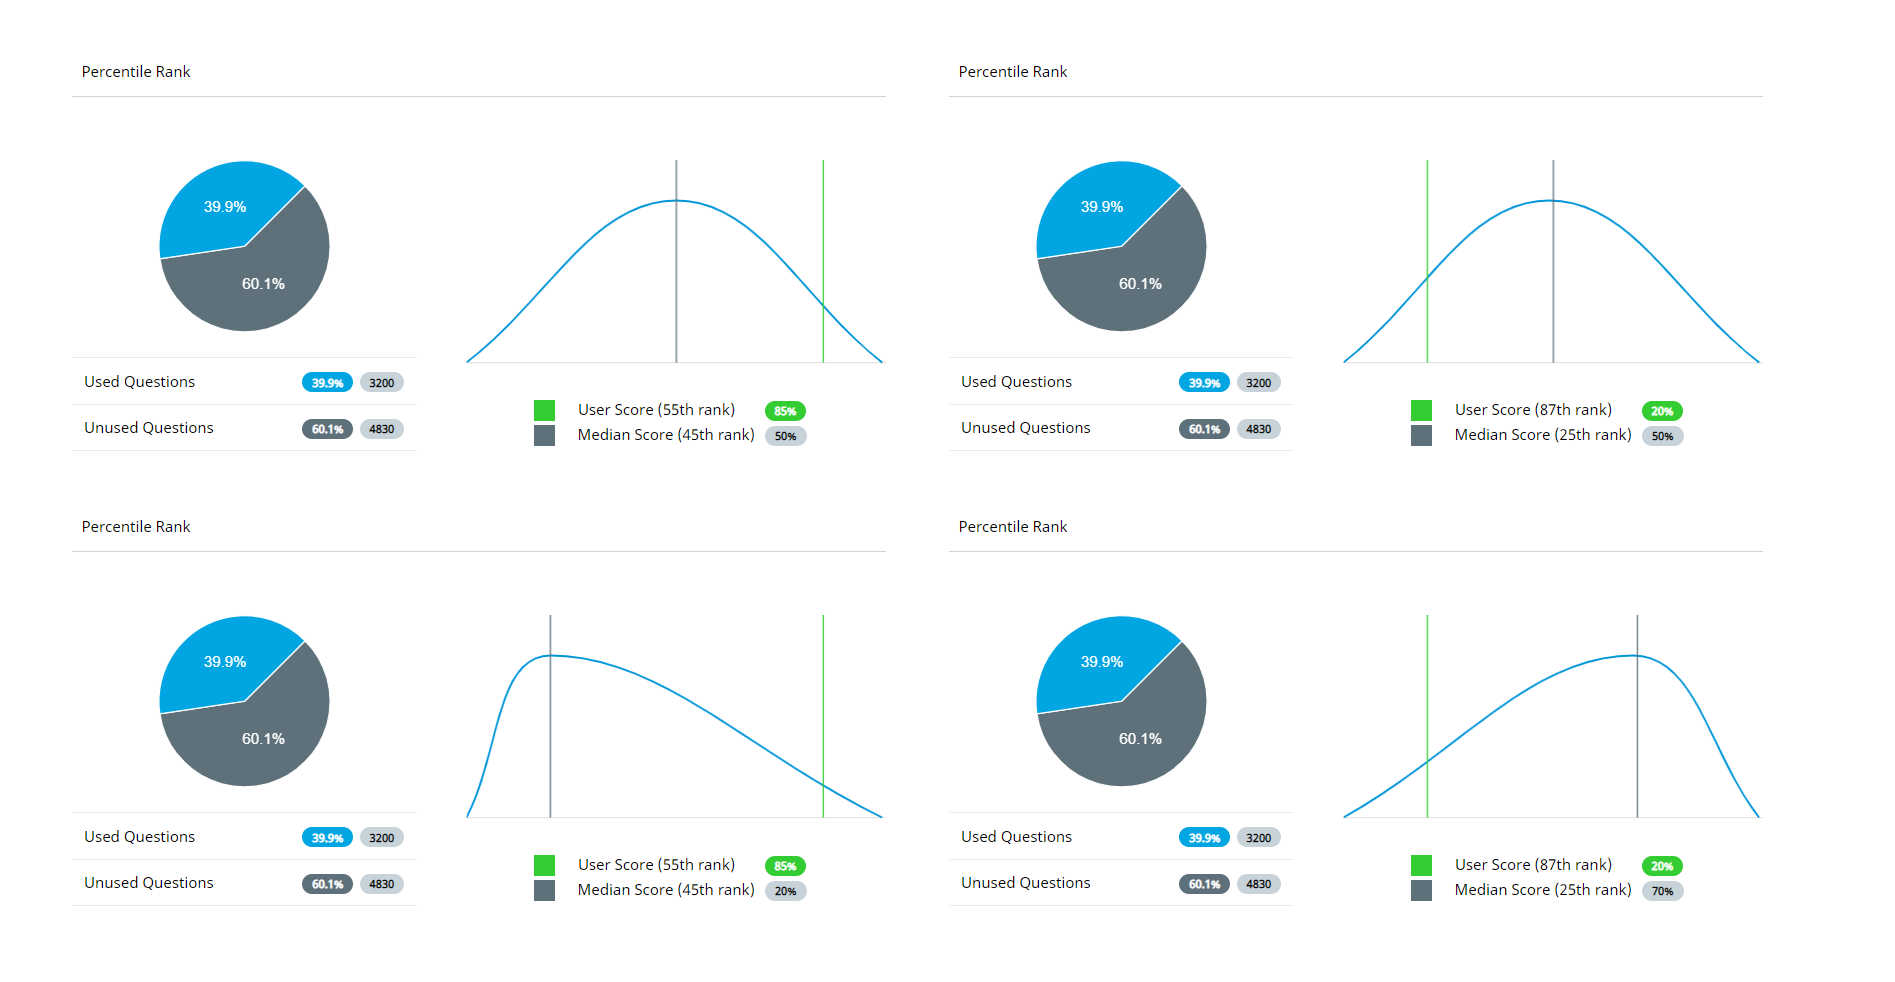 Percentile Rank
39.9%
60.1%
Used Questions 39.9% 3200
Unused Questions 60.1% 4830
User Score (55th rank) 85%
Median Score (45th rank) 50%
Percentile Rank
39.9%
60.1%
Used Questions 39.9% 3200
Unused Questions 60.1% 4830
User Score (87th rank) 20%
Median Score (25th rank) 50%
Percentile Rank
39.9%
60.1%
Used Questions 39.9% 3200
Unused Questions 60.1% 4830
User Score (55th rank) 85%
Median Score (45th rank) 20%
Percentile Rank
39.9%
60.1%
Used Questions 39.9% 3200
Unused Questions 60.1% 4830
User Score (87th rank) 20%
Median Score (25th rank) 70%